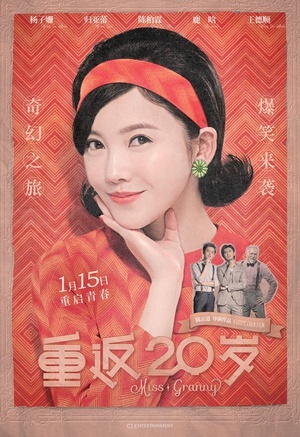 杨子姗 归亚蕾 陈柏霖 鹿晗 王德顺
奇幻之旅
爆笑来袭
1月15日
重启青春
重返20岁
Miss Granny
CJ ENTERTAINMENT